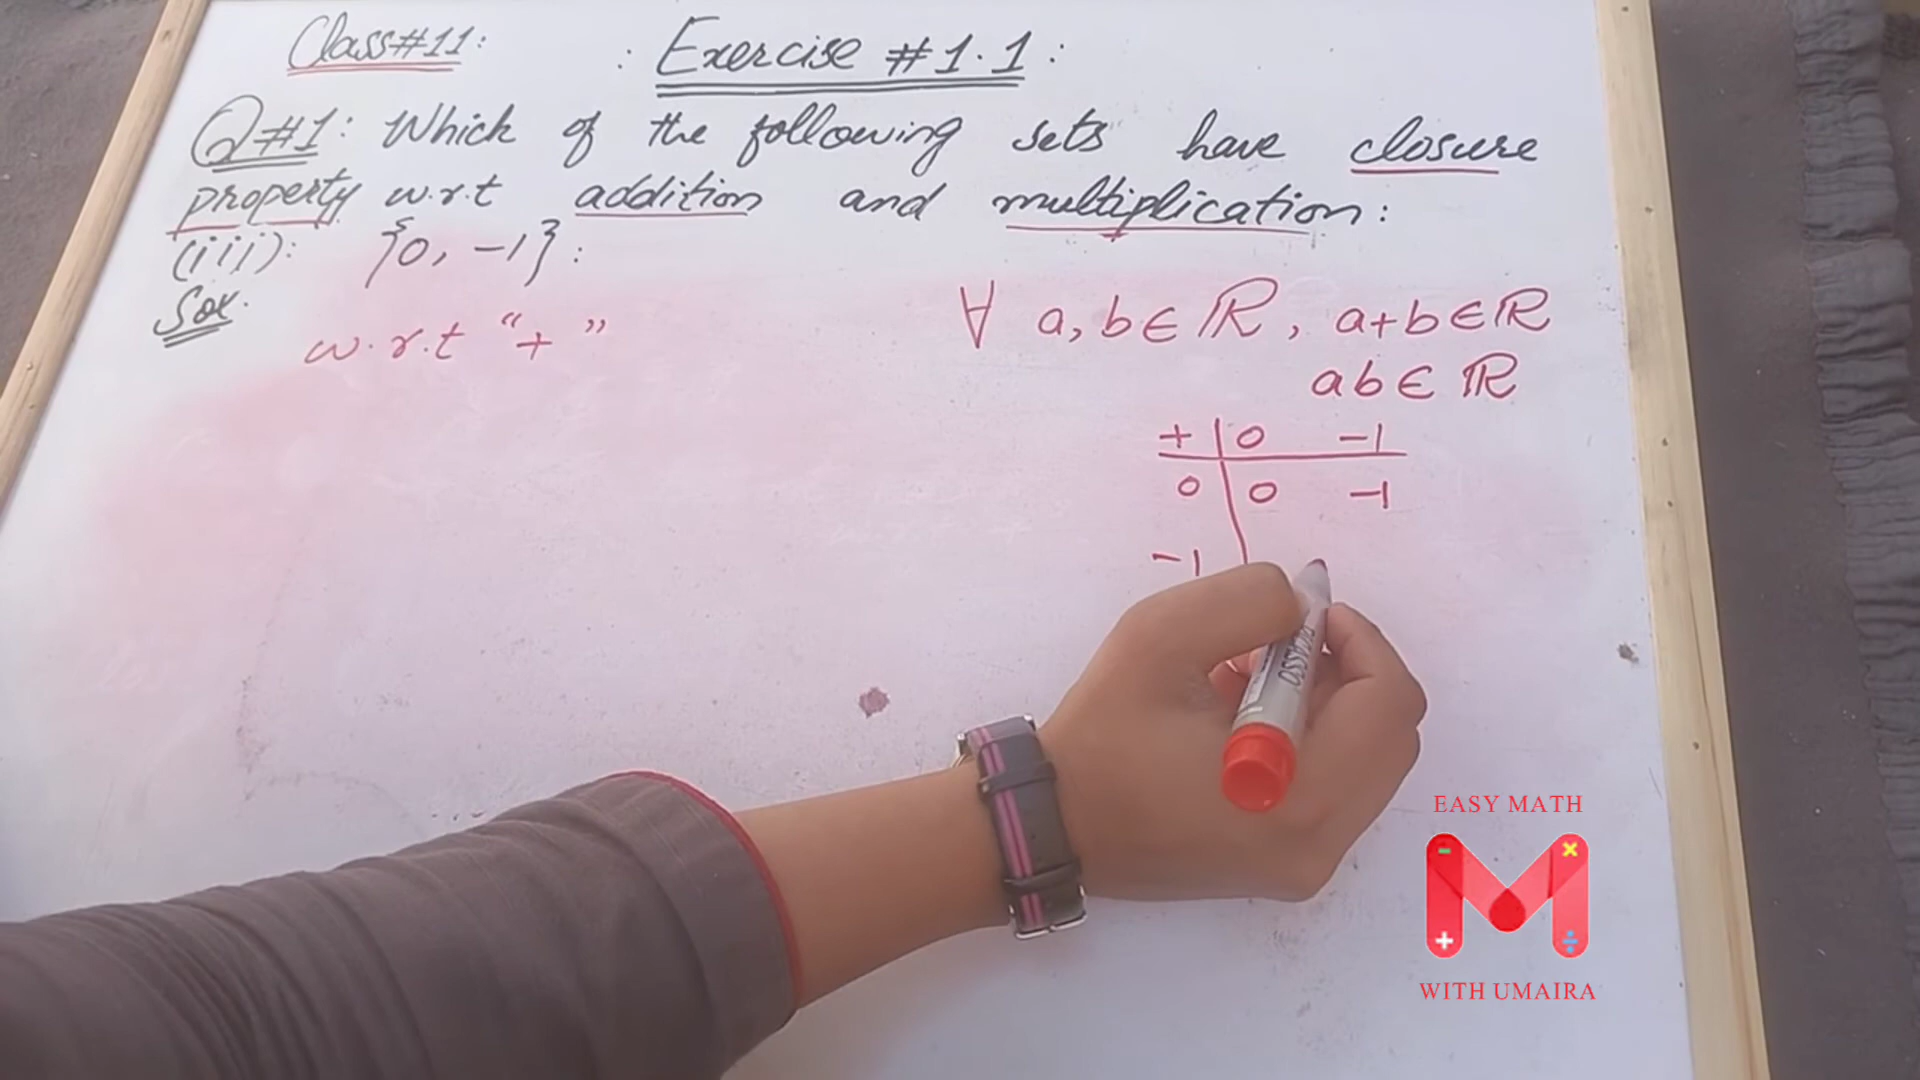 Class#11:
: Exercise #1.1:
Q#1: Which of the following sets have closure
property w.r.t addition and multiplication:
(iii): {0, -1}:
Sol.
w.r.t "+"
∀ a, b ∈ ℝ, a+b ∈ ℝ
ab ∈ ℝ
+ | 0 -1
0 | 0 -1
-1
PICASSO
EASY MATH
WITH UMAIRA